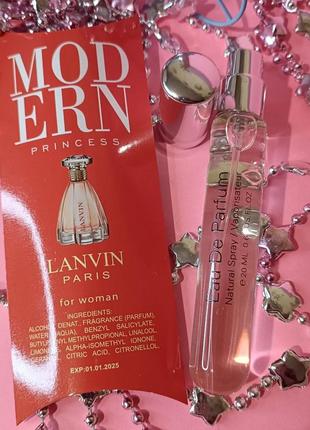 MOD
ERN
PRINCESS
LANVIN
PARIS
for woman
INGREDIENTS:
ALCOHOL DENAT., FRAGRANCE (PARFUM),
WATER (AQUA), BENZYL SALICYLATE,
BUTYLPHENYL METHYLPROPIONAL, LINALOOL,
LIMONENE, ALPHA-ISOMETHYL IONONE,
GERANIOL, CITRIC ACID, CITRONELLOL
EXP:01.01.2025
Eau De Parfum
Natural Spray / Vaporisateur
e 20 ML